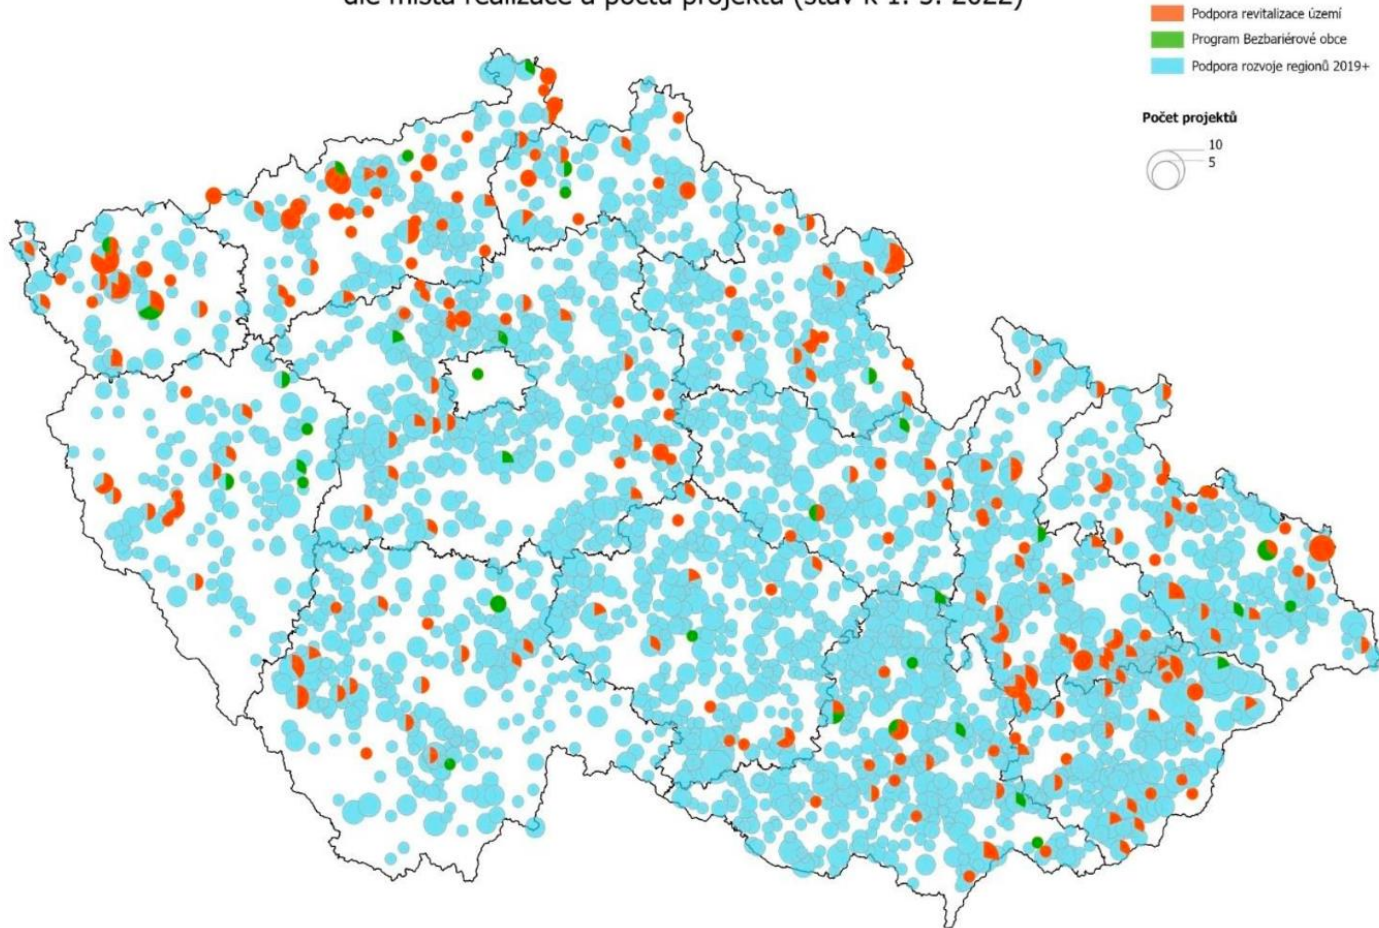 dle místa realizace a počtu projektů (stav k 1. 3. 2022)
Podpora revitalizace území
Program Bezbariérové obce
Podpora rozvoje regionů 2019+
Počet projektů
10
5